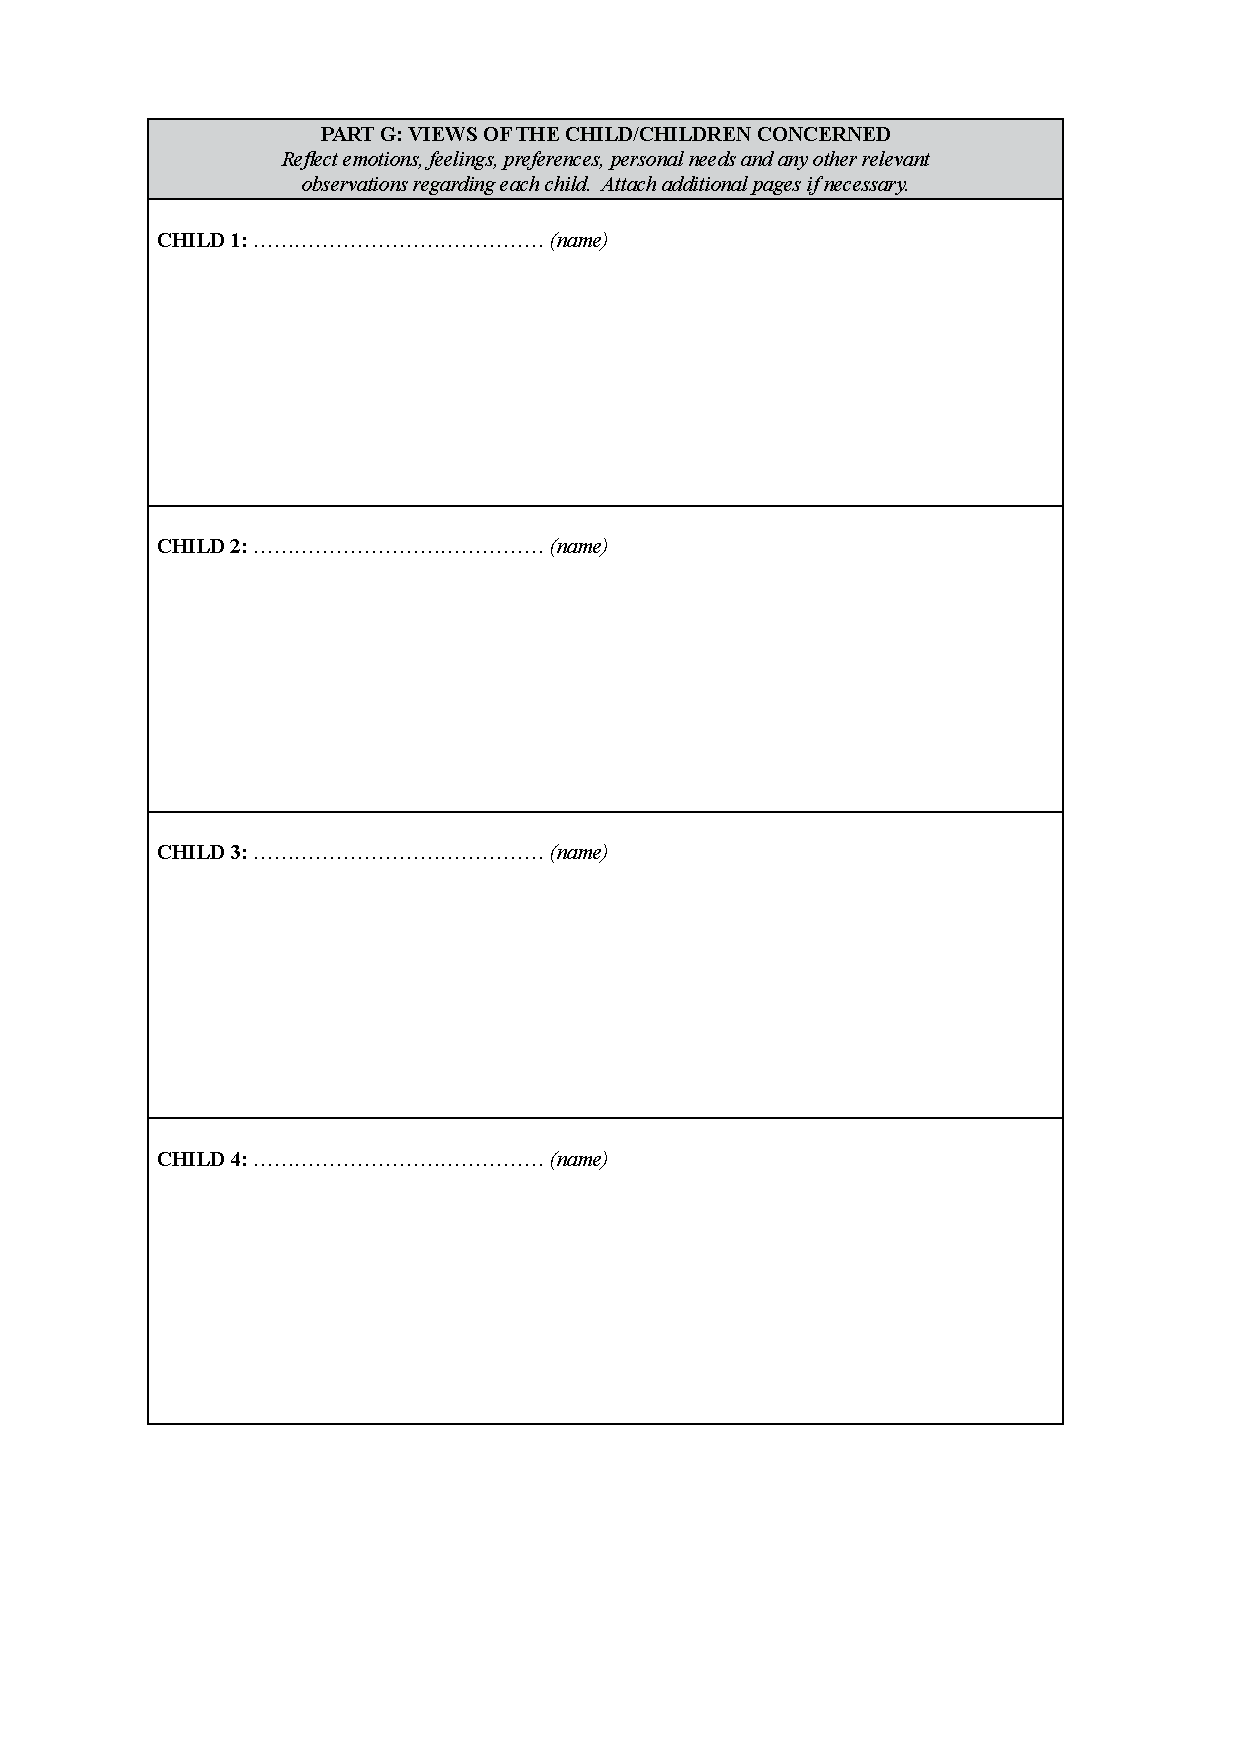 PART G: VIEWS OF THE CHILD/CHILDREN CONCERNED
Reflect emotions, feelings, preferences, personal needs and any other relevant
observations regarding each child.  Attach additional pages if necessary.
CHILD 1: …………………………………… (name)
CHILD 2: …………………………………… (name)
CHILD 3: …………………………………… (name)
CHILD 4: …………………………………… (name)